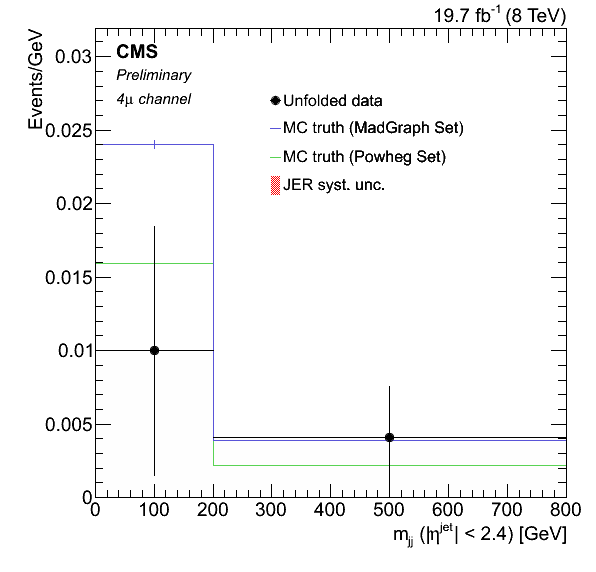 19.7 fb⁻¹ (8 TeV)
Events/GeV
CMS
Preliminary
4μ channel
Unfolded data
MC truth (MadGraph Set)
MC truth (Powheg Set)
JER syst. unc.
0.03
0.025
0.02
0.015
0.01
0.005
0
0 100 200 300 400 500 600 700 800
m_jj (|η^jet| < 2.4) [GeV]